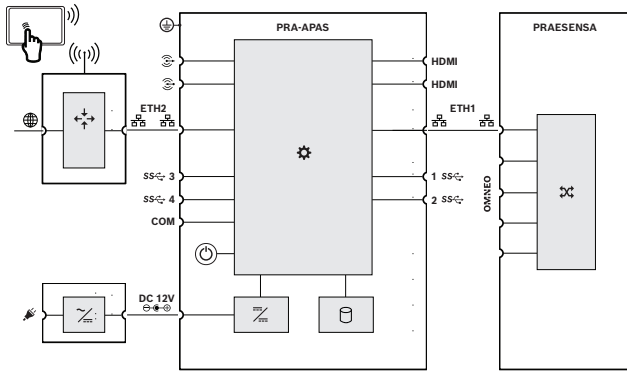 PRA-APAS
PRAESENSA
HDMI
HDMI
ETH2
ETH1
SS 3
1 SS
SS 4
2 SS
COM
OMNEO
DC 12V